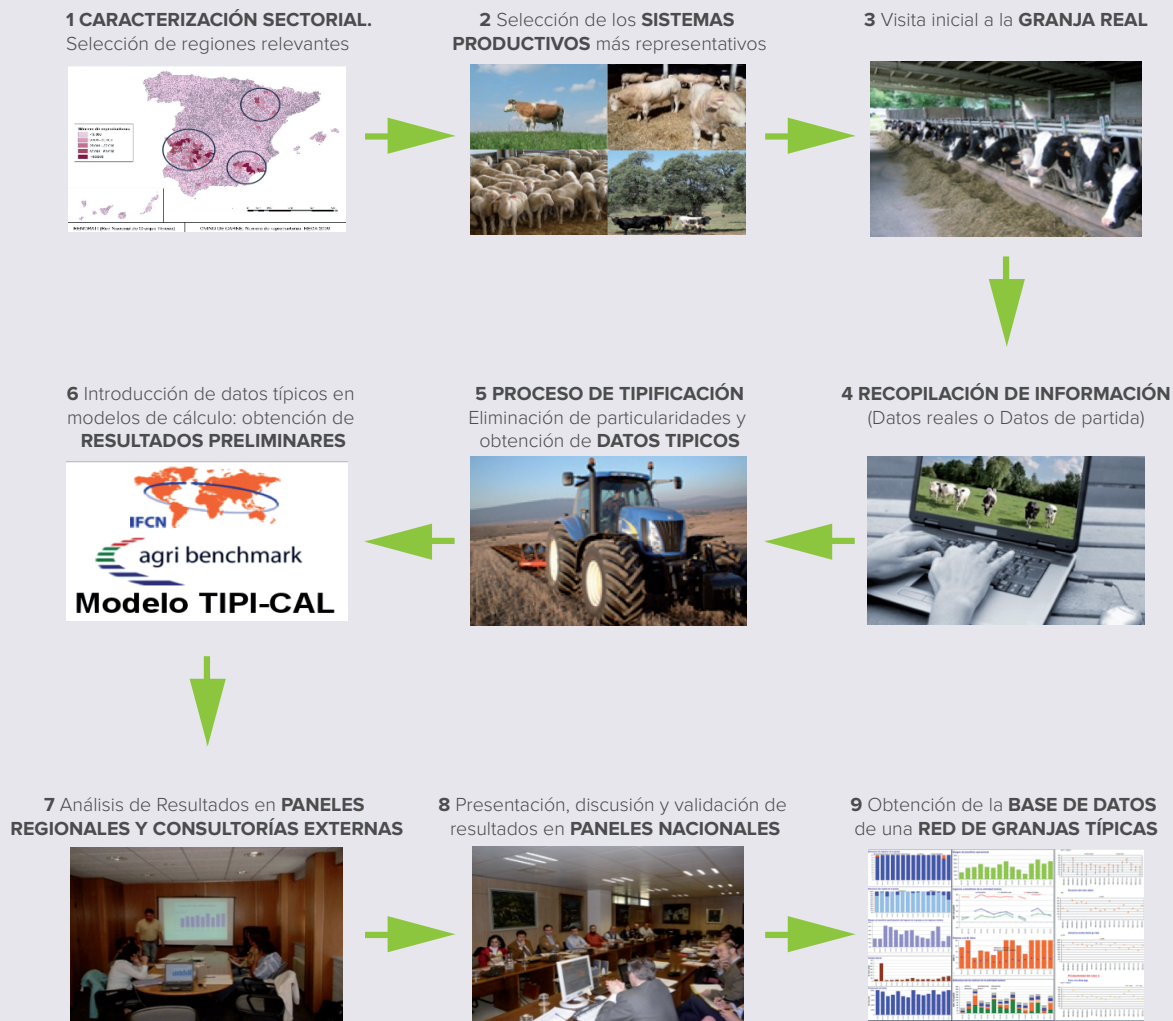 1 CARACTERIZACIÓN SECTORIAL.
Selección de regiones relevantes
2 Selección de los SISTEMAS
PRODUCTIVOS más representativos
3 Visita inicial a la GRANJA REAL
4 RECOPILACIÓN DE INFORMACIÓN
(Datos reales o Datos de partida)
5 PROCESO DE TIPIFICACIÓN
Eliminación de particularidades y
obtención de DATOS TIPICOS
6 Introducción de datos típicos en
modelos de cálculo: obtención de
RESULTADOS PRELIMINARES
IFCN
agri benchmark
Modelo TIPI-CAL
7 Análisis de Resultados en PANELES
REGIONALES Y CONSULTORÍAS EXTERNAS
8 Presentación, discusión y validación de
resultados en PANELES NACIONALES
9 Obtención de la BASE DE DATOS
de una RED DE GRANJAS TÍPICAS